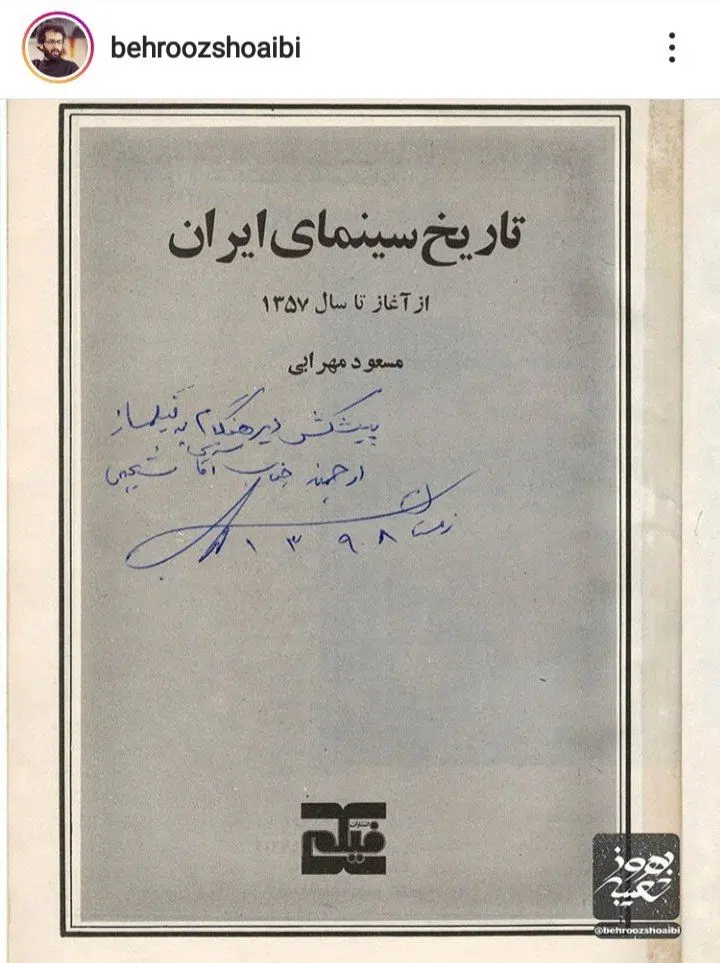 behroozshoaibi
تاریخ سینمای ایران
از آغاز تا سال ۱۳۵۷
مسعود مهرابی
پیشکش دیرهنگام به فیلمساز
ارجمند جناب آقای شعیبی
زمستان ۱۳۹۸
انتشارات
فیلم
بهروز
شعیبی
@behroozshoaibi